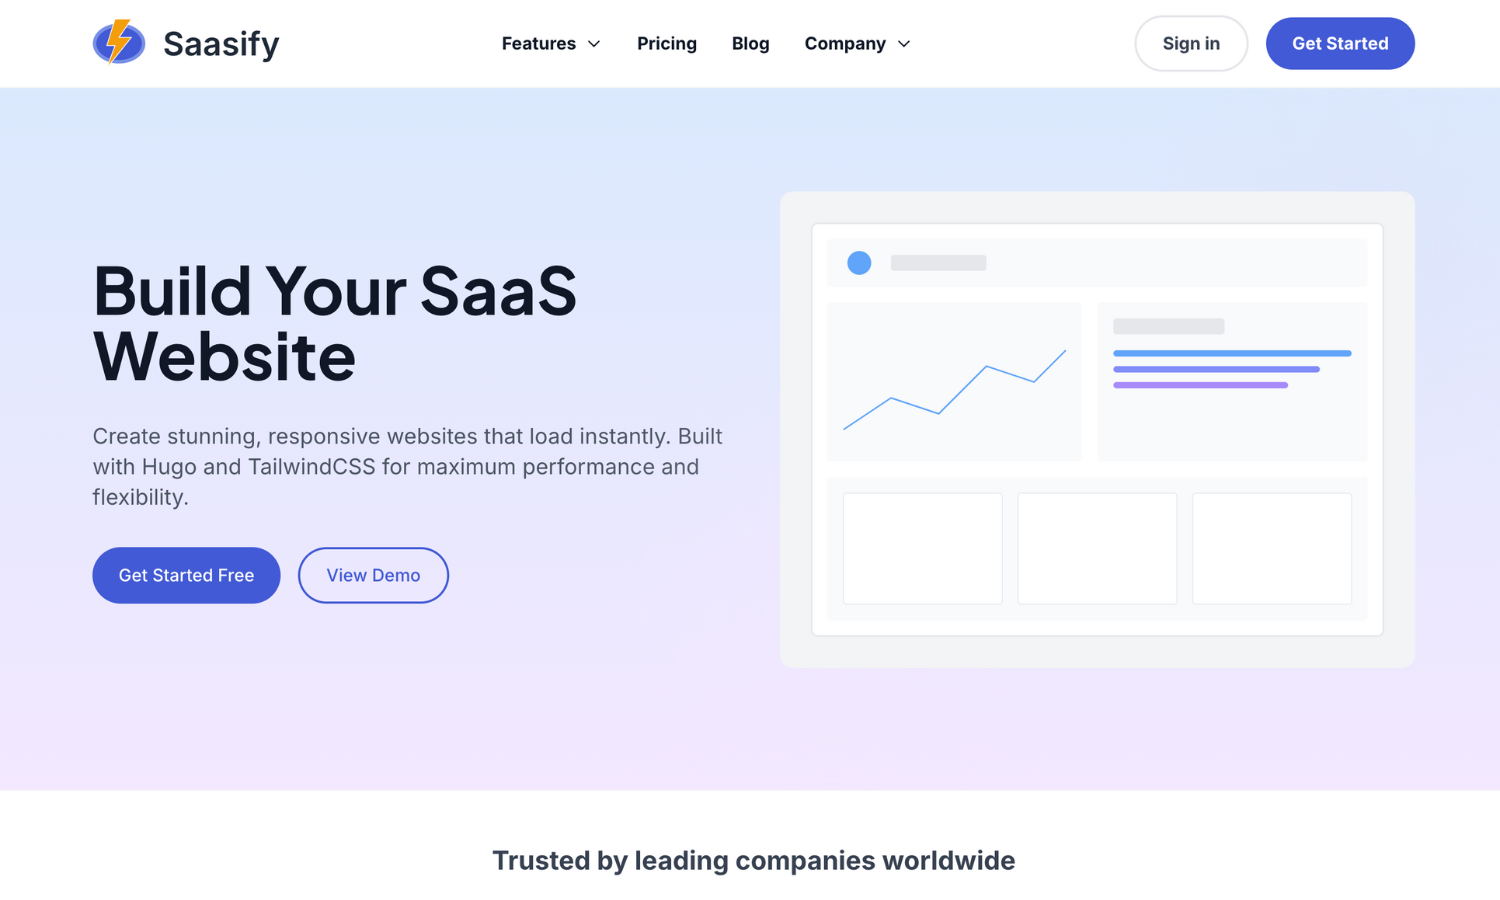 Saasify
Features
Pricing
Blog
Company
Sign in
Get Started
Build Your SaaS
Website
Create stunning, responsive websites that load instantly. Built
with Hugo and TailwindCSS for maximum performance and
flexibility.
Get Started Free
View Demo
Trusted by leading companies worldwide